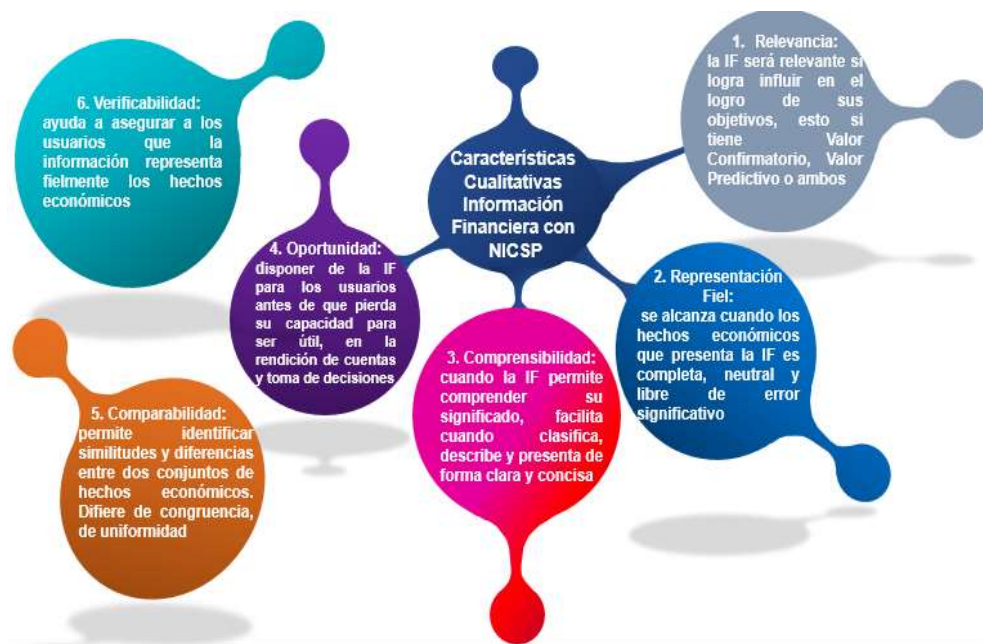 Características
Cualitativas
Información
Financiera con
NICSP
1. Relevancia:
la IF será relevante si
logra influir en el
logro de sus
objetivos, esto si
tiene Valor
Confirmatorio, Valor
Predictivo o ambos
2. Representación
Fiel:
se alcanza cuando los
hechos económicos
que presenta la IF es
completa, neutral y
libre de error
significativo
3. Comprensibilidad:
cuando la IF permite
comprender su
significado, facilita
cuando clasifica,
describe y presenta de
forma clara y concisa
4. Oportunidad:
disponer de la IF
para los usuarios
antes de que pierda
su capacidad para
ser útil, en la
rendición de cuentas
y toma de decisiones
5. Comparabilidad:
permite identificar
similitudes y diferencias
entre dos conjuntos de
hechos económicos.
Difiere de congruencia,
de uniformidad
6. Verificabilidad:
ayuda a asegurar a los
usuarios que la
información representa
fielmente los hechos
económicos